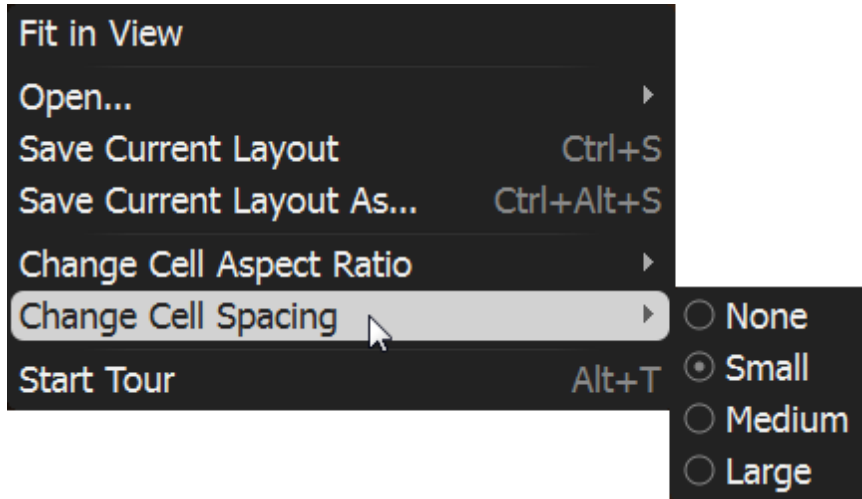 Fit in View
Open...
Save Current Layout Ctrl+S
Save Current Layout As... Ctrl+Alt+S
Change Cell Aspect Ratio
Change Cell Spacing
Start Tour Alt+T
None
Small
Medium
Large